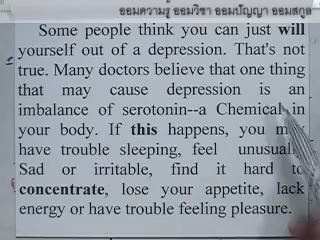 ออมความรู้ ออมวิชา ออมปัญญา ออมสกุล
Some people think you can just will
yourself out of a depression. That's not
true. Many doctors believe that one thing
that may cause depression is an
imbalance of serotonin--a Chemical in
your body. If this happens, you may
have trouble sleeping, feel unusual
Sad or irritable, find it hard to
concentrate, lose your appetite, lack
energy or have trouble feeling pleasure.